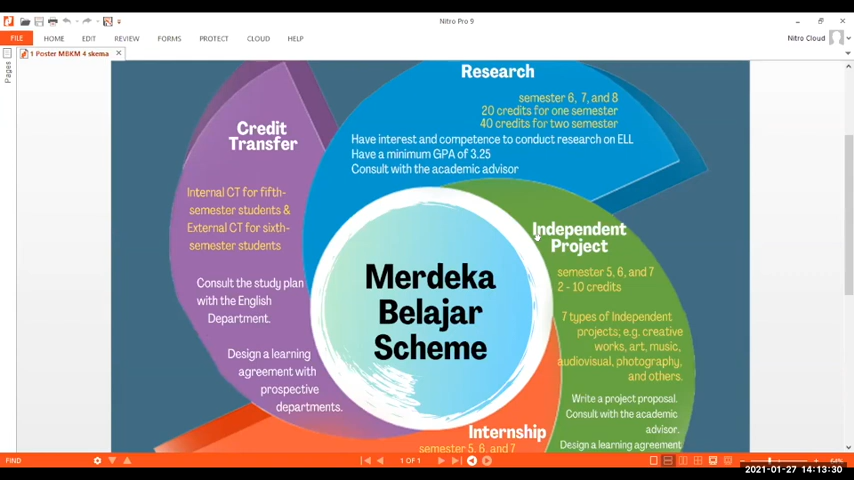 Nitro Pro 9
FILE
HOME
EDIT
REVIEW
FORMS
PROTECT
CLOUD
HELP
Nitro Cloud
1 Poster MBKM 4 skema
Pages
Research
semester 6, 7, and 8
20 credits for one semester
40 credits for two semester
Have interest and competence to conduct research on ELL
Have a minimum GPA of 3.25
Consult with the academic advisor
Credit
Transfer
Internal CT for fifth-
semester students &
External CT for sixth-
semester students
Consult the study plan
with the English
Department.
Design a learning
agreement with
prospective
departments.
Independent
Project
semester 5, 6, and 7
2 - 10 credits
7 types of Independent
projects; e.g. creative
works, art, music,
audiovisual, photography,
and others.
Write a project proposal.
Consult with the academic
advisor.
Design a learning agreement
Merdeka
Belajar
Scheme
Internship
semester 5, 6, and 7
FIND
1 OF 1
64%
2021-01-27 14:13:30